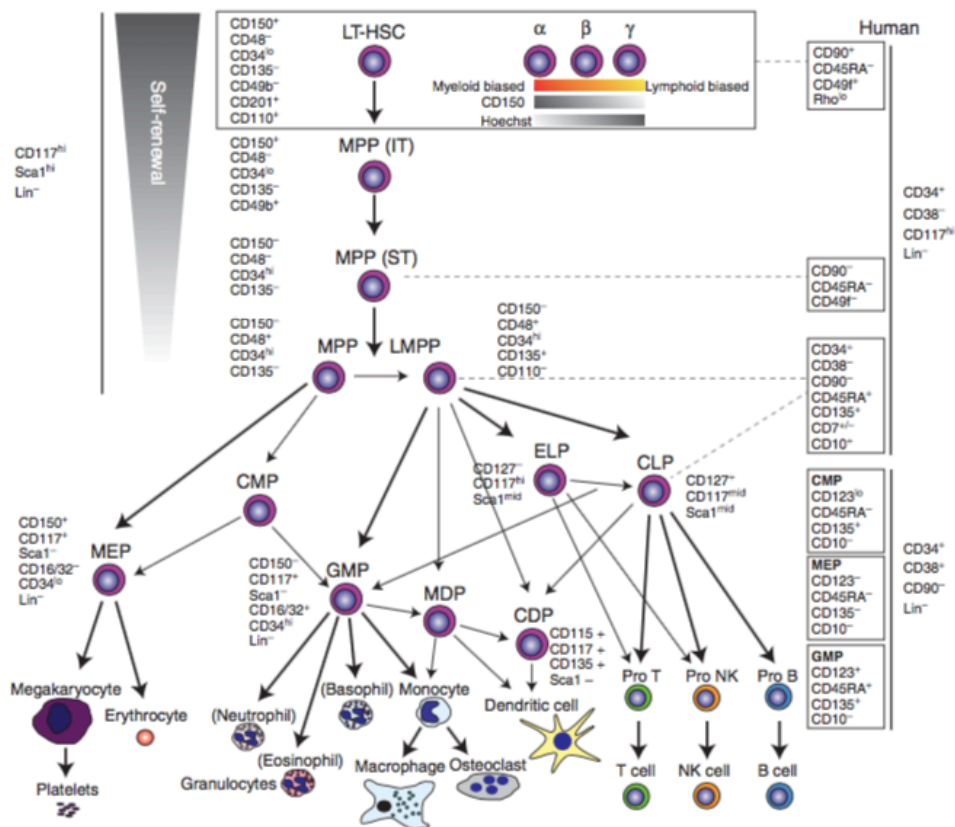 CD117ʰⁱ
Sca1ʰⁱ
Lin⁻
Self-renewal
CD150⁺
CD48⁻
CD34ˡᵒ
CD135⁻
CD49b⁻
CD201⁺
CD110⁺
LT-HSC
α β γ
Myeloid biased
Lymphoid biased
CD150
Hoechst
Human
CD90⁺
CD45RA⁻
CD49f⁺
Rhoˡᵒ
CD150⁺
CD48⁻
CD34ˡᵒ
CD135⁻
CD49b⁺
MPP (IT)
CD34⁺
CD38⁻
CD117ʰⁱ
Lin⁻
CD150⁻
CD48⁻
CD34ʰⁱ
CD135⁻
MPP (ST)
CD90⁻
CD45RA⁻
CD49f⁻
CD150⁻
CD48⁺
CD34ʰⁱ
CD135⁻
MPP
LMPP
CD150⁻
CD48⁺
CD34ʰⁱ
CD135⁺
CD110⁻
CD34⁺
CD38⁻
CD90⁻
CD45RA⁺
CD135⁺
CD7⁺/⁻
CD10⁺
CMP
ELP
CD127⁻
CD117ʰⁱ
Sca1ᵐⁱᵈ
CLP
CD127⁺
CD117ᵐⁱᵈ
Sca1ᵐⁱᵈ
CD150⁺
CD117⁺
Sca1⁻
CD16/32⁻
CD34ˡᵒ
Lin⁻
MEP
CD150⁻
CD117⁺
Sca1⁻
CD16/32⁺
CD34ʰⁱ
Lin⁻
GMP
MDP
CDP
CD115 +
CD117 +
CD135 +
Sca1 –
CMP
CD123ˡᵒ
CD45RA⁻
CD135⁺
CD10⁻
MEP
CD123⁻
CD45RA⁻
CD135⁻
CD10⁻
GMP
CD123⁺
CD45RA⁺
CD135⁺
CD10⁻
CD34⁺
CD38⁺
CD90⁻
Lin⁻
Megakaryocyte
Erythrocyte
Platelets
(Neutrophil)
(Eosinophil)
Granulocytes
(Basophil)
Monocyte
Macrophage
Osteoclast
Dendritic cell
Pro T
Pro NK
Pro B
T cell
NK cell
B cell